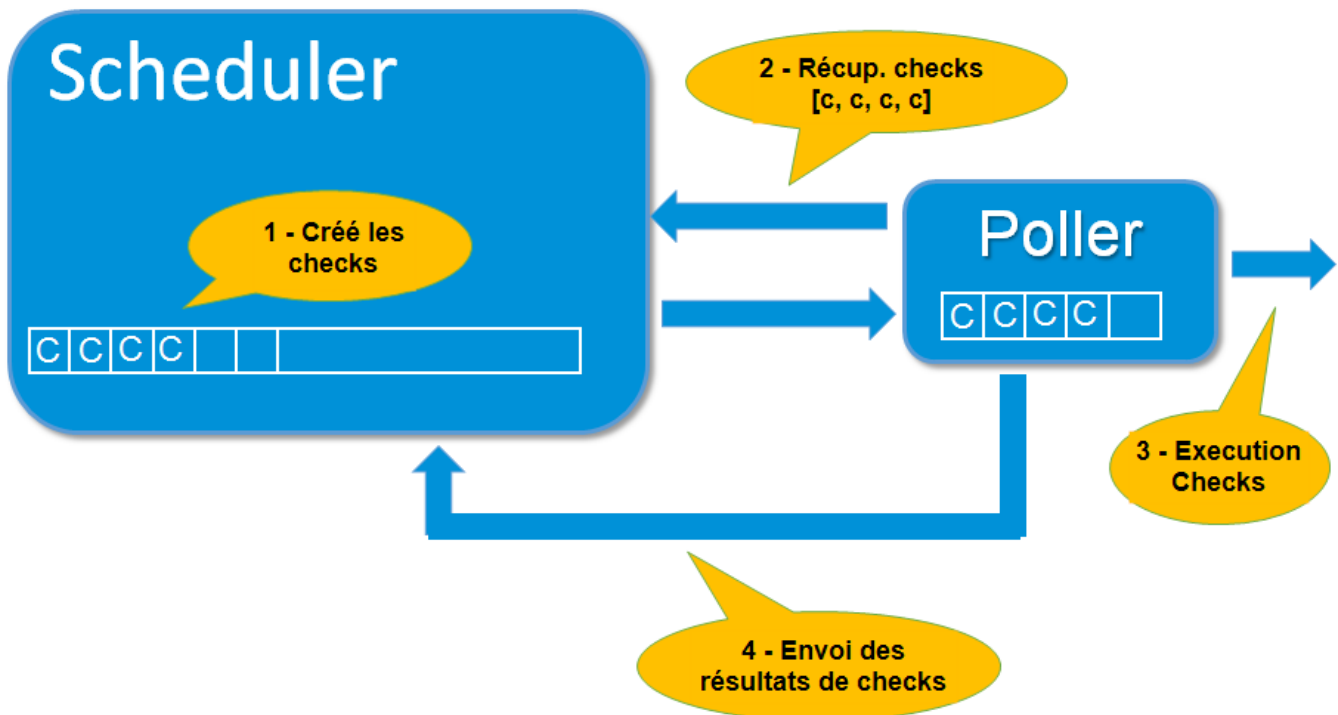 Scheduler
2 - Récup. checks
[c, c, c, c]
1 - Créé les
checks
Poller
C C C C
C C C C
3 - Execution
Checks
4 - Envoi des
résultats de checks